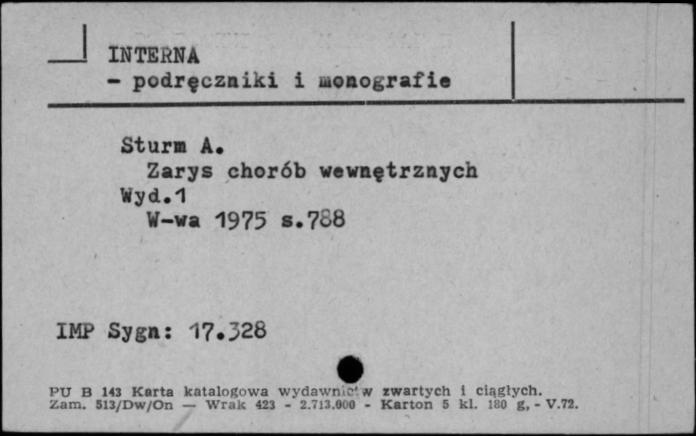 INTERNA
- podręczniki i monografie
Sturm A.
Zarys chorób wewnętrznych
Wyd.1
W-wa 1975 s.788
IMP Sygn: 17.328
PU B 143 Karta katalogowa wydawnictw zwartych i ciągłych.
Zam. 513/Dw/On — Wrak 423 - 2.713.000 - Karton 5 kl. 180 g, - V.72.